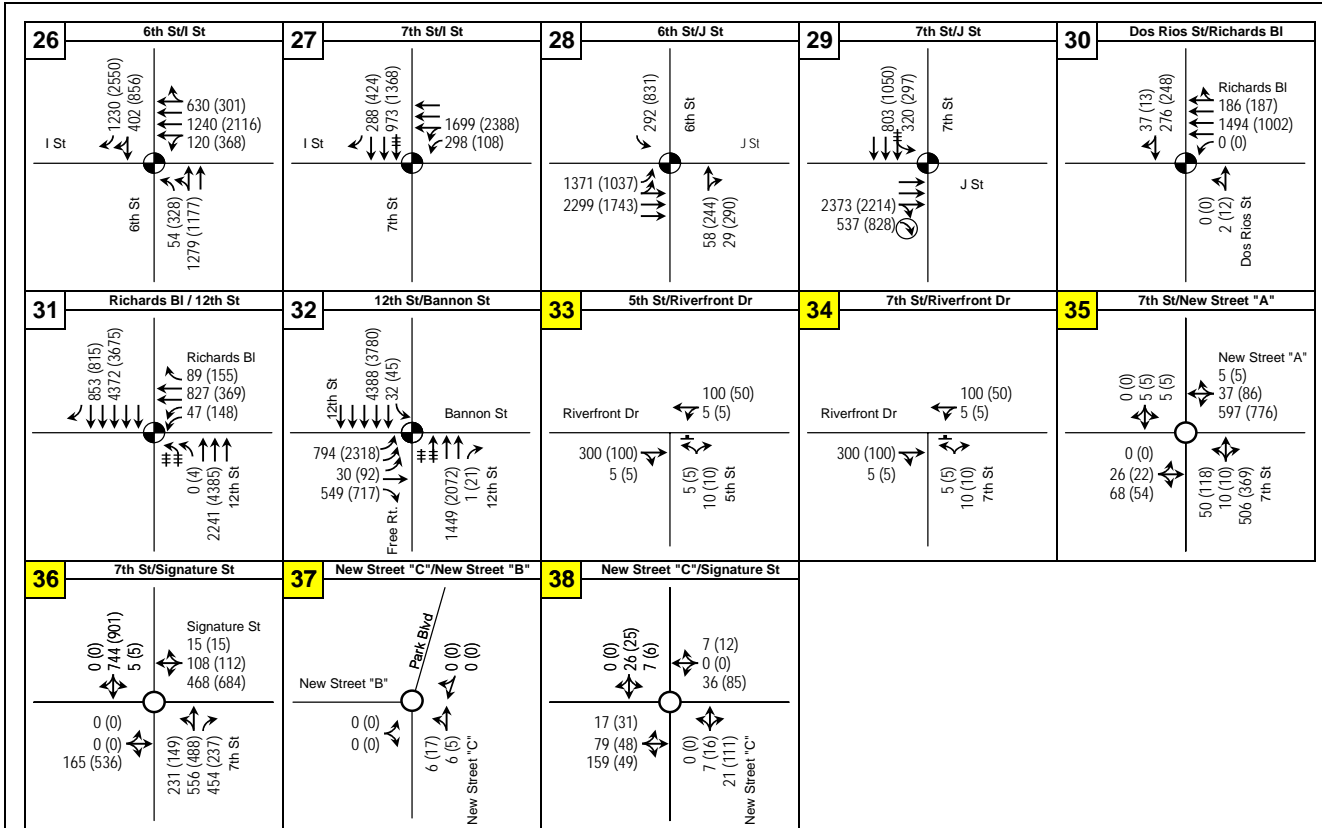 26
6th St/I St
1230 (2550)
402 (856)
630 (301)
1240 (2116)
120 (368)
I St
6th St
54 (328)
1279 (1177)
27
7th St/I St
288 (424)
973 (1368)
1699 (2388)
298 (108)
I St
7th St
28
6th St/J St
292 (831)
6th St
J St
1371 (1037)
2299 (1743)
58 (244)
29 (290)
29
7th St/J St
803 (1050)
320 (297)
7th St
J St
2373 (2214)
537 (828)
30
Dos Rios St/Richards Bl
37 (13)
276 (248)
Richards Bl
186 (187)
1494 (1002)
0 (0)
0 (0)
2 (12)
Dos Rios St
31
Richards Bl / 12th St
853 (815)
4372 (3675)
Richards Bl
89 (155)
827 (369)
47 (148)
0 (4)
2241 (4385)
12th St
32
12th St/Bannon St
12th St
4388 (3780)
32 (45)
Bannon St
794 (2318)
30 (92)
549 (717)
Free Rt.
1449 (2072)
1 (21)
12th St
33
5th St/Riverfront Dr
100 (50)
5 (5)
Riverfront Dr
300 (100)
5 (5)
5 (5)
10 (10)
5th St
34
7th St/Riverfront Dr
100 (50)
5 (5)
Riverfront Dr
300 (100)
5 (5)
5 (5)
10 (10)
7th St
35
7th St/New Street "A"
0 (0)
5 (5)
5 (5)
New Street "A"
5 (5)
37 (86)
597 (776)
0 (0)
26 (22)
68 (54)
50 (118)
10 (10)
506 (369)
7th St
36
7th St/Signature St
0 (0)
744 (901)
5 (5)
Signature St
15 (15)
108 (112)
468 (684)
0 (0)
0 (0)
165 (536)
231 (149)
556 (488)
454 (237)
7th St
37
New Street "C"/New Street "B"
Park Blvd
0 (0)
0 (0)
New Street "B"
0 (0)
0 (0)
6 (17)
6 (5)
New Street "C"
38
New Street "C"/Signature St
0 (0)
26 (25)
7 (6)
7 (12)
0 (0)
36 (85)
17 (31)
79 (48)
159 (49)
0 (0)
7 (16)
21 (111)
New Street "C"